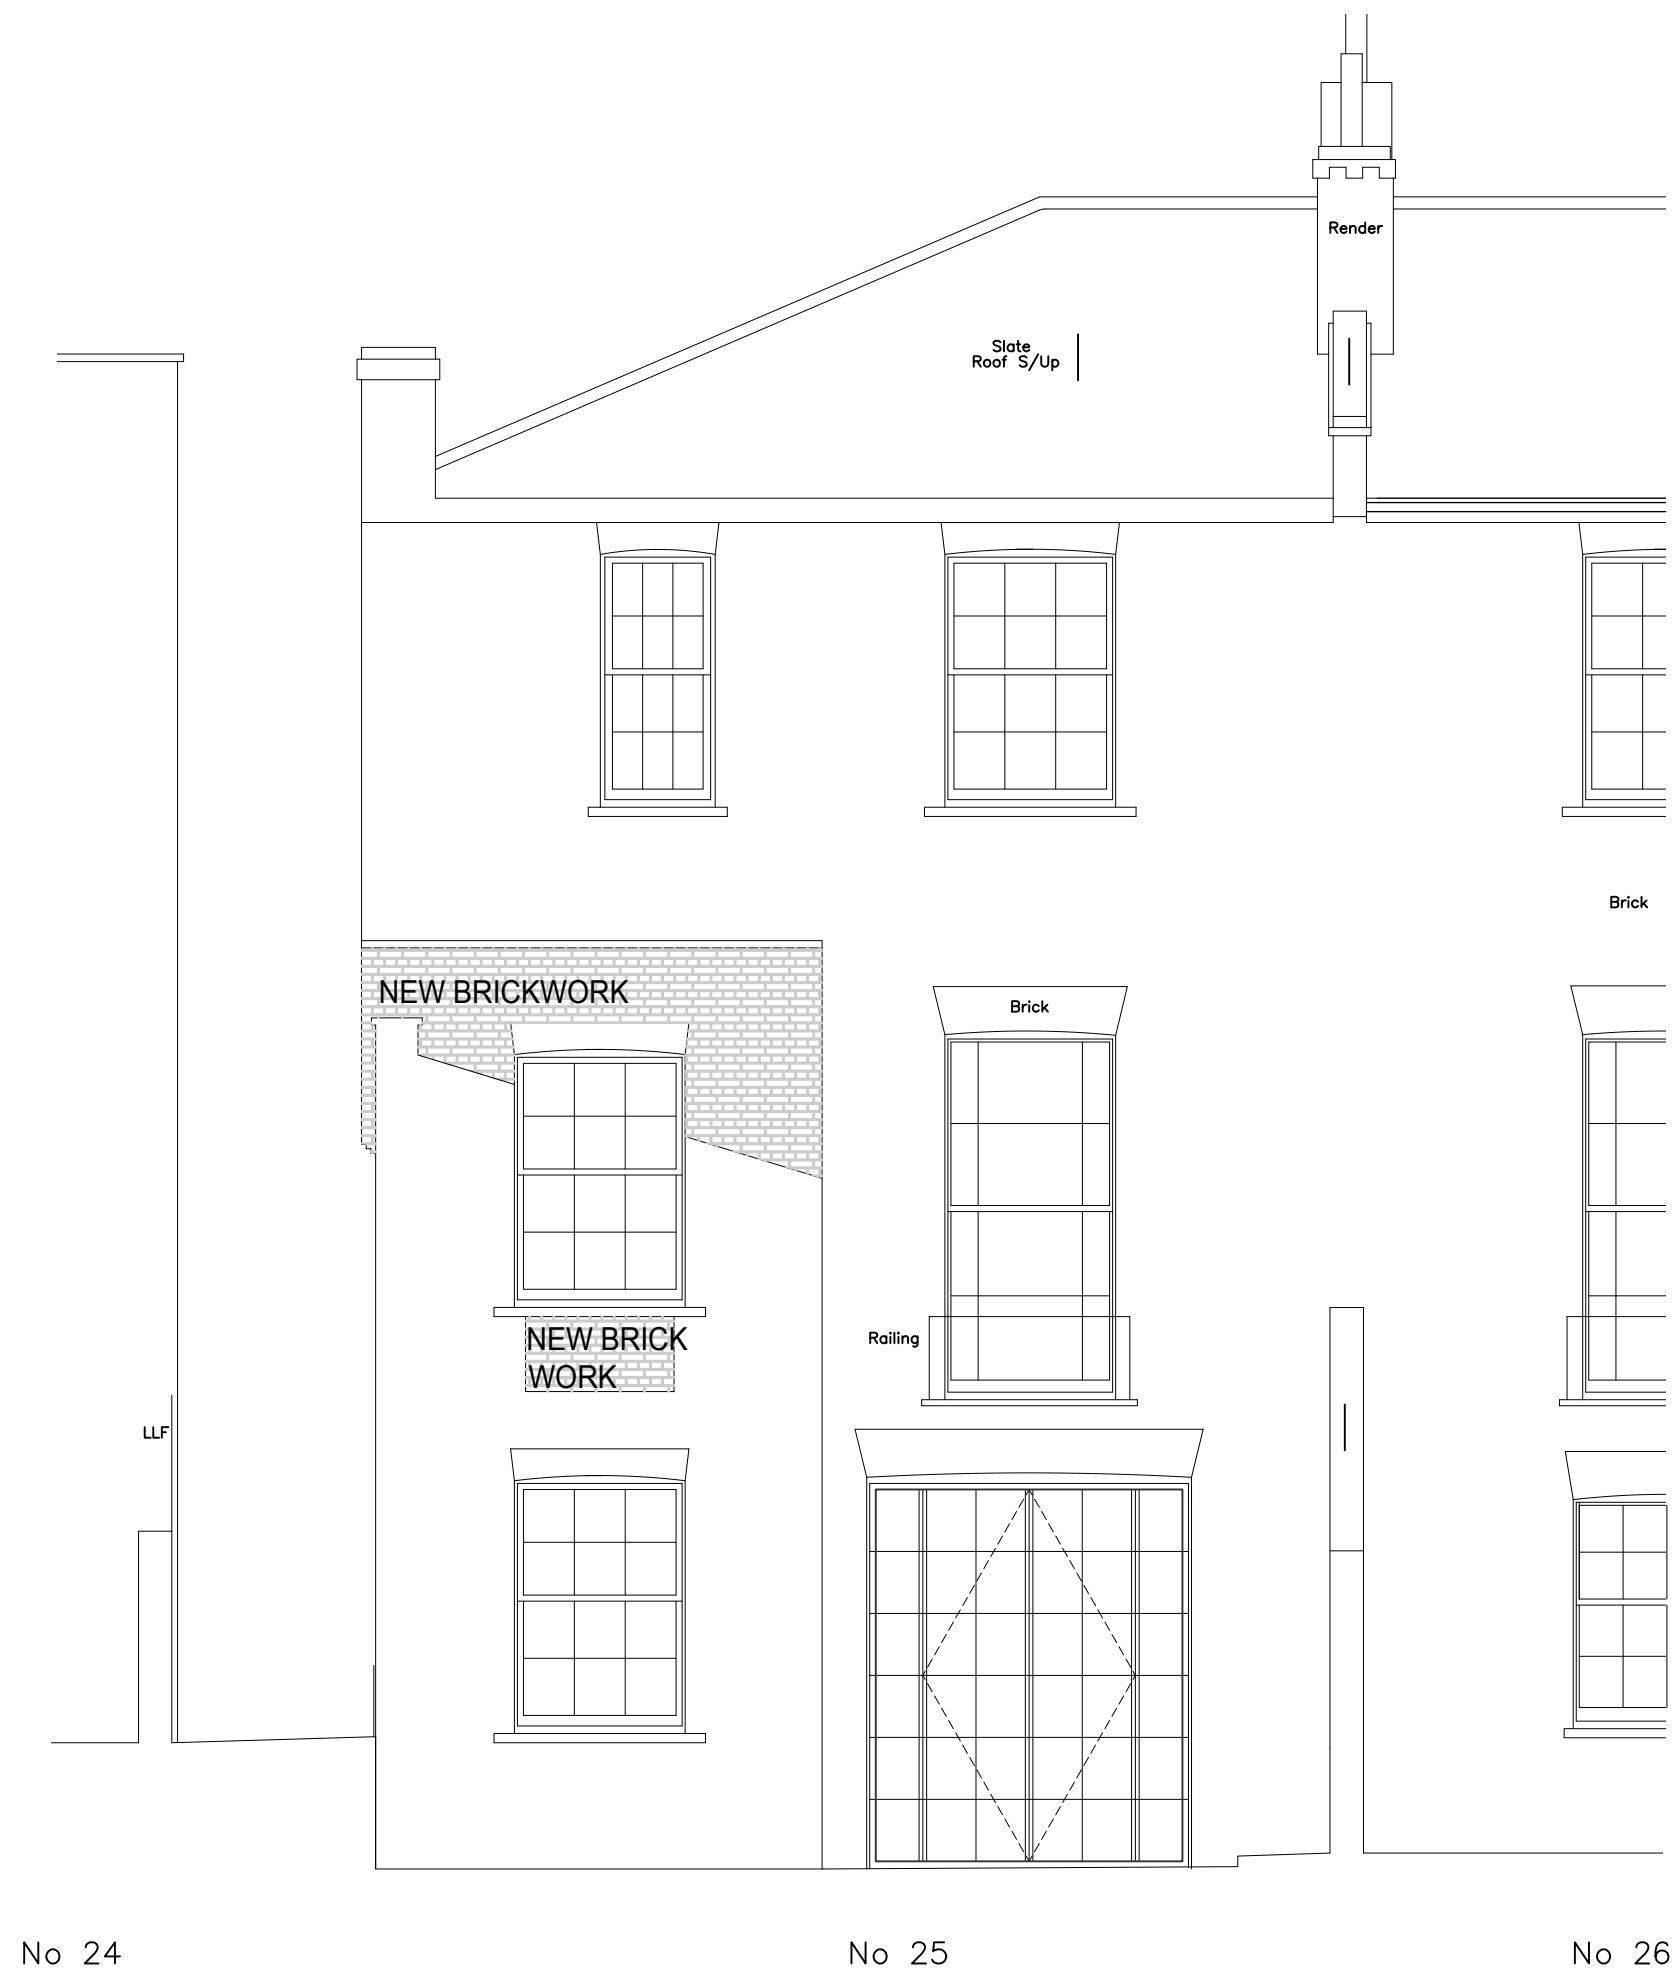 Render
Slate
Roof S/Up
Brick
NEW BRICKWORK
Brick
NEW BRICK
WORK
Railing
LLF
No 24
No 25
No 26